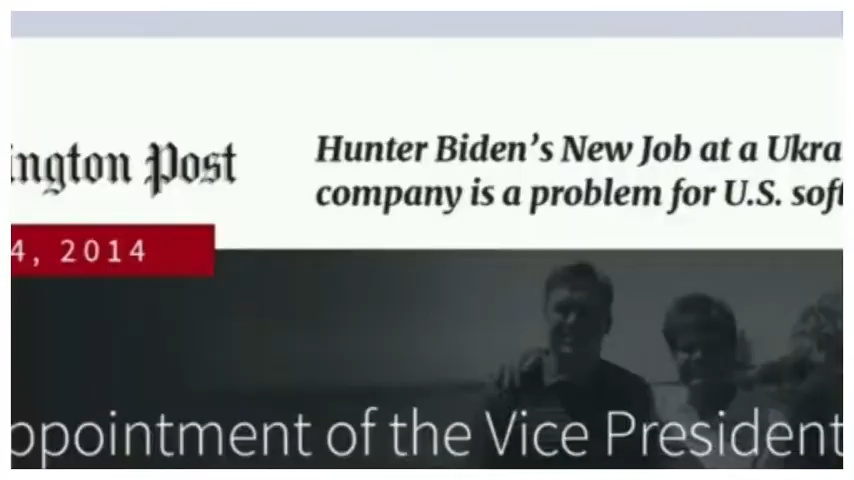 ington Post
Hunter Biden's New Job at a Ukra
company is a problem for U.S. soft
4, 2014
ppointment of the Vice President